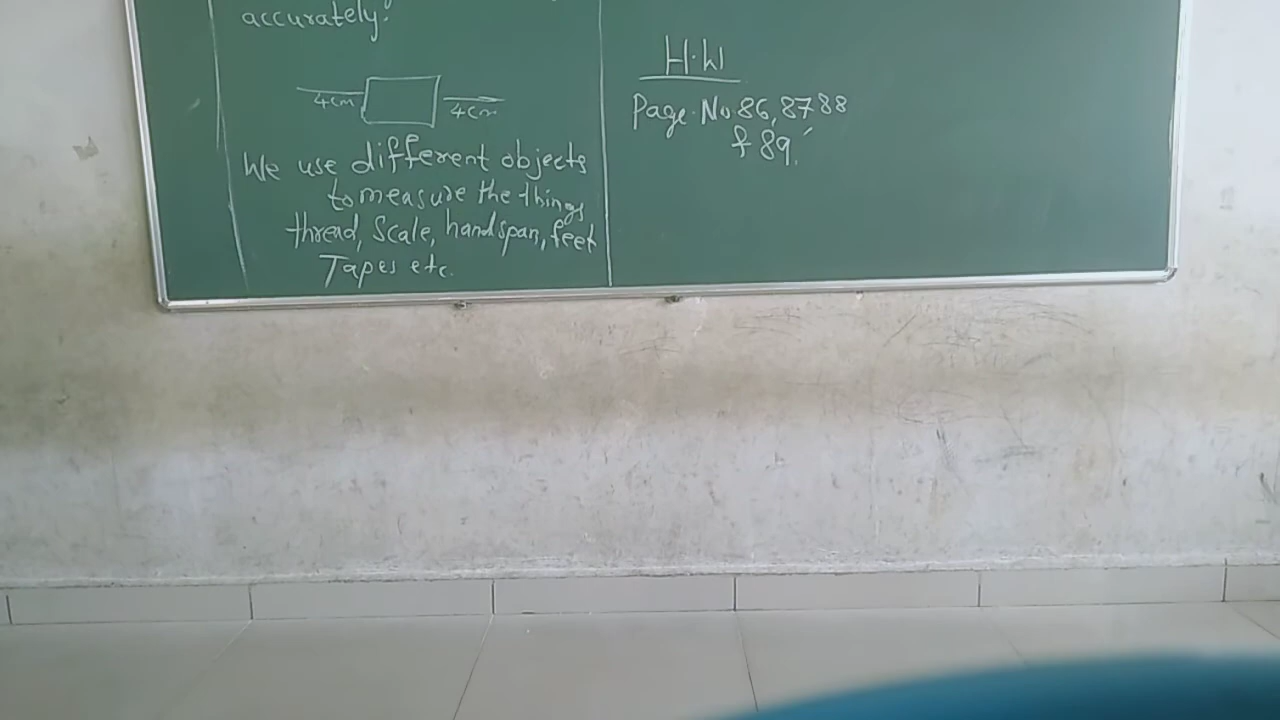 accurately.
4cm 4cm
We use different objects
to measure the things
thread, Scale, handspan, feet
Tapes etc.
H.W
Page No 86, 87 88
& 89.